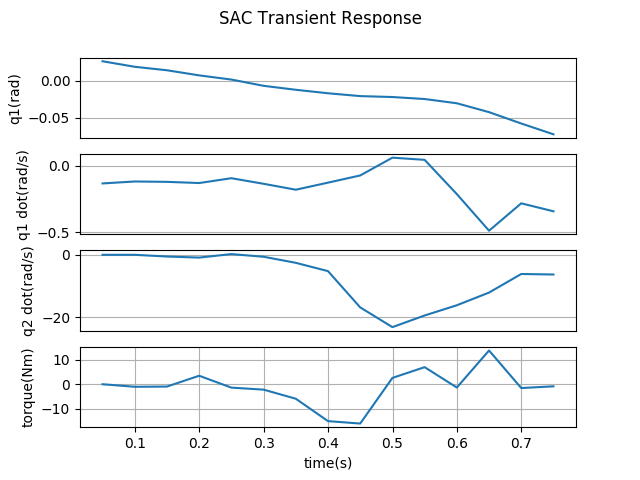 SAC Transient Response
q1(rad)
0.00
−0.05
q1 dot(rad/s)
0.0
−0.5
q2 dot(rad/s)
0
−20
torque(Nm)
10
0
−10
0.1 0.2 0.3 0.4 0.5 0.6 0.7
time(s)